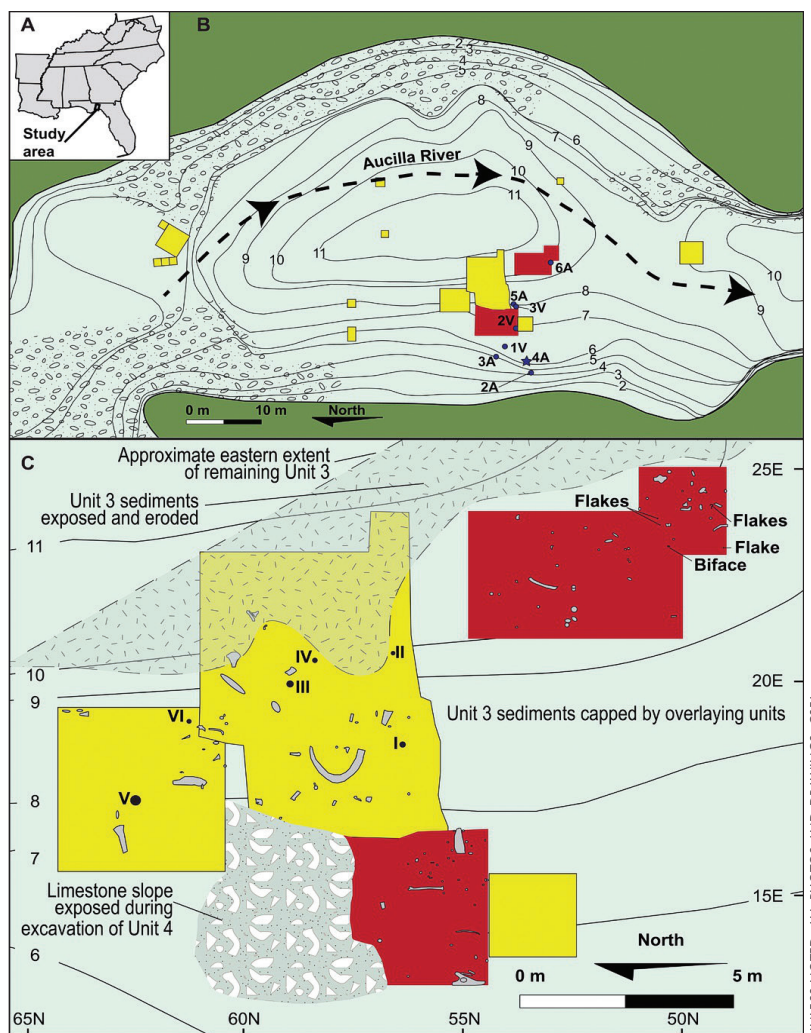 A
B
Study
area
Aucilla River
2
3
4
5
8
7
6
9
10
11
9
10
11
10
9
8
7
6
5
4
3
2
6A
5A
3V
2V
1V
3A
4A
2A
0 m 10 m North
C
Approximate eastern extent
of remaining Unit 3
Unit 3 sediments
exposed and eroded
25E
Flakes
Flakes
Flake
Biface
11
10
9
8
7
6
IV
II
III
VI
I
V
20E
Unit 3 sediments capped by overlaying units
Limestone slope
exposed during
excavation of Unit 4
15E
North
0 m 5 m
65N 60N 55N 50N